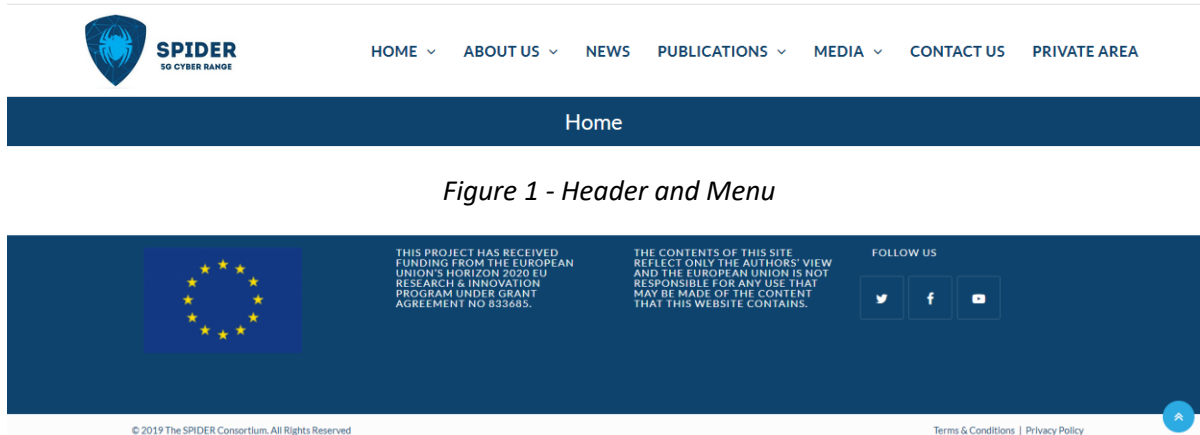 SPIDER
5G CYBER RANGE
HOME ABOUT US NEWS PUBLICATIONS MEDIA CONTACT US PRIVATE AREA
Home
Figure 1 - Header and Menu
THIS PROJECT HAS RECEIVED
FUNDING FROM THE EUROPEAN
UNION'S HORIZON 2020 EU
RESEARCH & INNOVATION
PROGRAM UNDER GRANT
AGREEMENT NO 833685.
THE CONTENTS OF THIS SITE
REFLECT ONLY THE AUTHORS' VIEW
AND THE EUROPEAN UNION IS NOT
RESPONSIBLE FOR ANY USE THAT
MAY BE MADE OF THE CONTENT
THAT THIS WEBSITE CONTAINS.
FOLLOW US
© 2019 The SPIDER Consortium. All Rights Reserved
Terms & Conditions | Privacy Policy